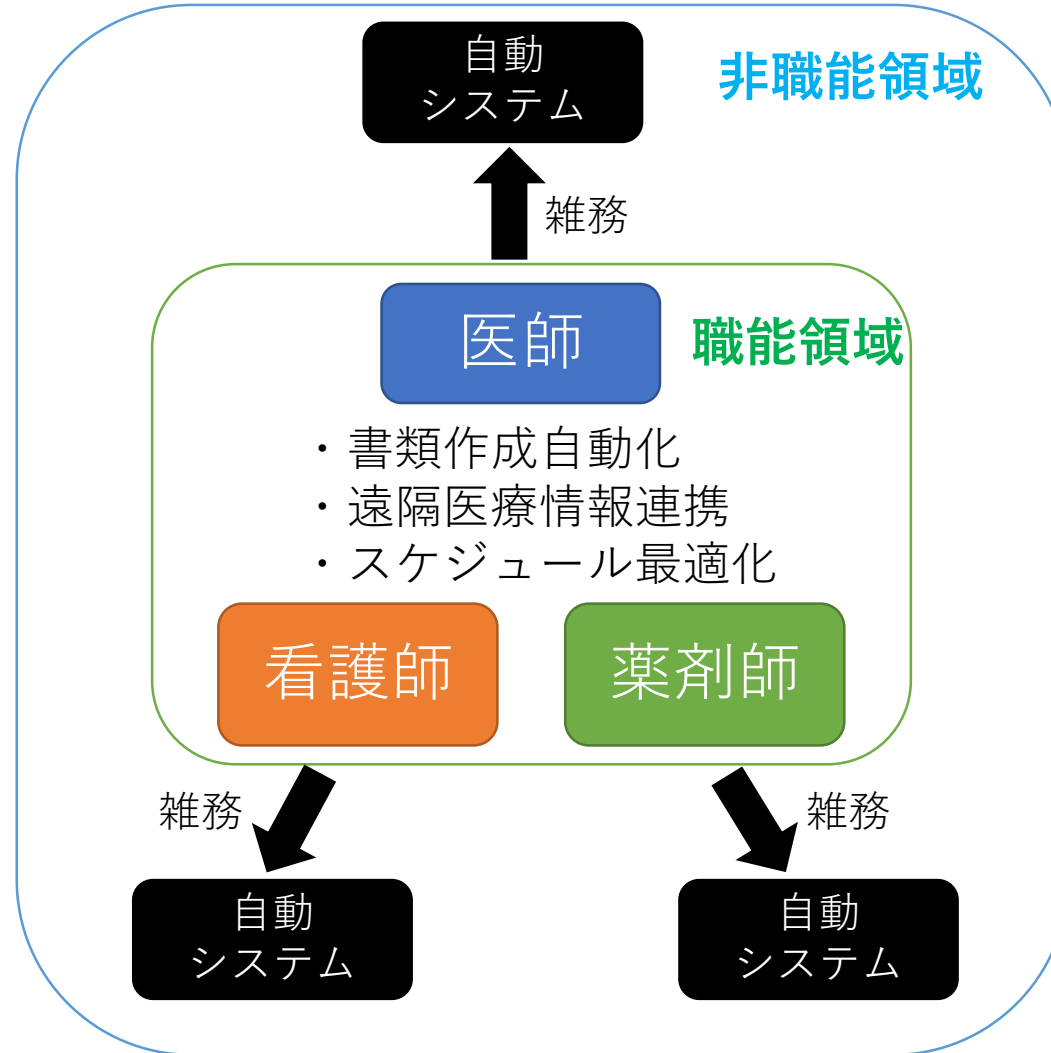 自動
システム
非職能領域
雑務
医師
職能領域
・書類作成自動化
・遠隔医療情報連携
・スケジュール最適化
看護師
薬剤師
雑務
雑務
自動
システム
自動
システム